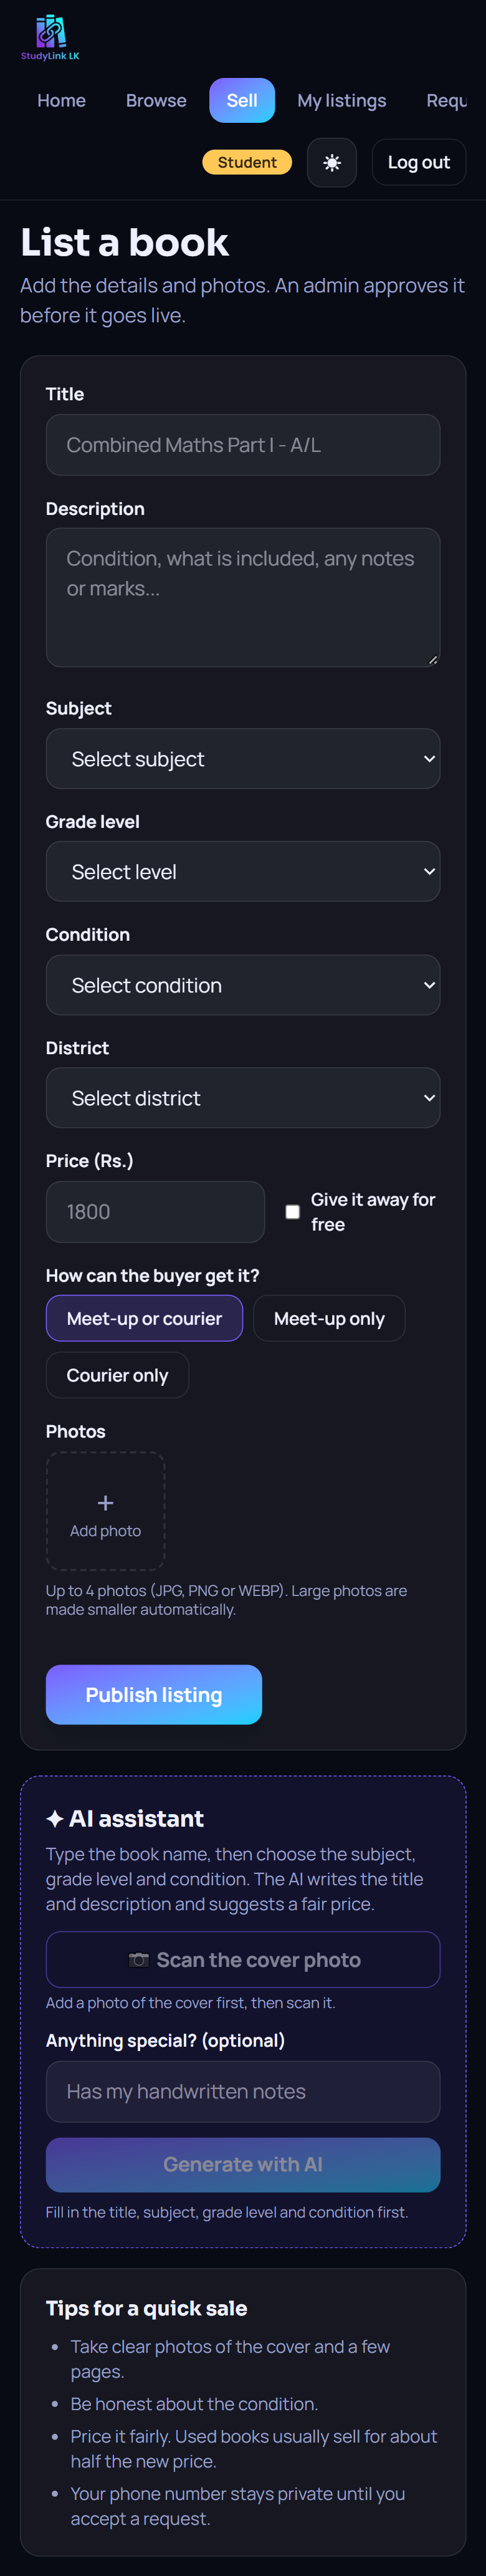 StudyLink LK
Home Browse Sell My listings Requ
Student Log out
List a book
Add the details and photos. An admin approves it
before it goes live.
Title
Combined Maths Part I - A/L
Description
Condition, what is included, any notes
or marks...
Subject
Select subject
Grade level
Select level
Condition
Select condition
District
Select district
Price (Rs.)
1800
Give it away for
free
How can the buyer get it?
Meet-up or courier Meet-up only
Courier only
Photos
+
Add photo
Up to 4 photos (JPG, PNG or WEBP). Large photos are
made smaller automatically.
Publish listing
✦ AI assistant
Type the book name, then choose the subject,
grade level and condition. The AI writes the title
and description and suggests a fair price.
📷 Scan the cover photo
Add a photo of the cover first, then scan it.
Anything special? (optional)
Has my handwritten notes
Generate with AI
Fill in the title, subject, grade level and condition first.
Tips for a quick sale
• Take clear photos of the cover and a few
pages.
• Be honest about the condition.
• Price it fairly. Used books usually sell for about
half the new price.
• Your phone number stays private until you
accept a request.